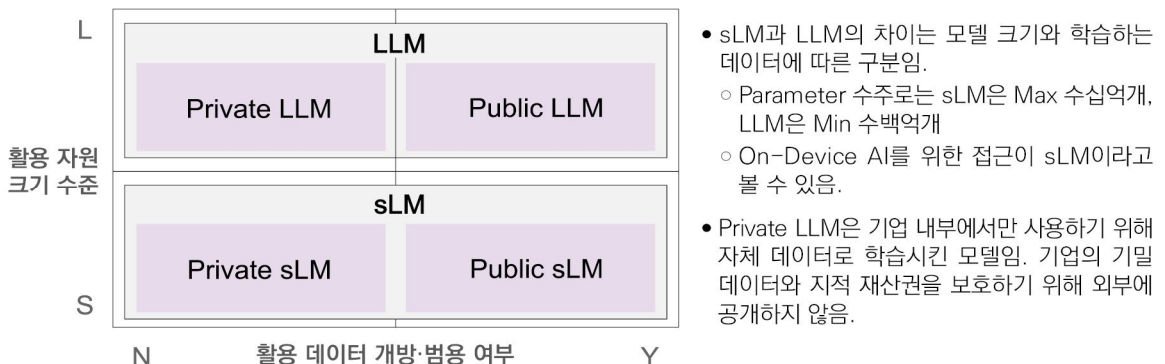 L
LLM
Private LLM
Public LLM
활용 자원
크기 수준
sLM
Private sLM
Public sLM
S
N
활용 데이터 개방·범용 여부
Y
• sLM과 LLM의 차이는 모델 크기와 학습하는
데이터에 따른 구분임.
○ Parameter 수주로는 sLM은 Max 수십억개,
LLM은 Min 수백억개
○ On-Device AI를 위한 접근이 sLM이라고
볼 수 있음.
• Private LLM은 기업 내부에서만 사용하기 위해
자체 데이터로 학습시킨 모델임. 기업의 기밀
데이터와 지적 재산권을 보호하기 위해 외부에
공개하지 않음.